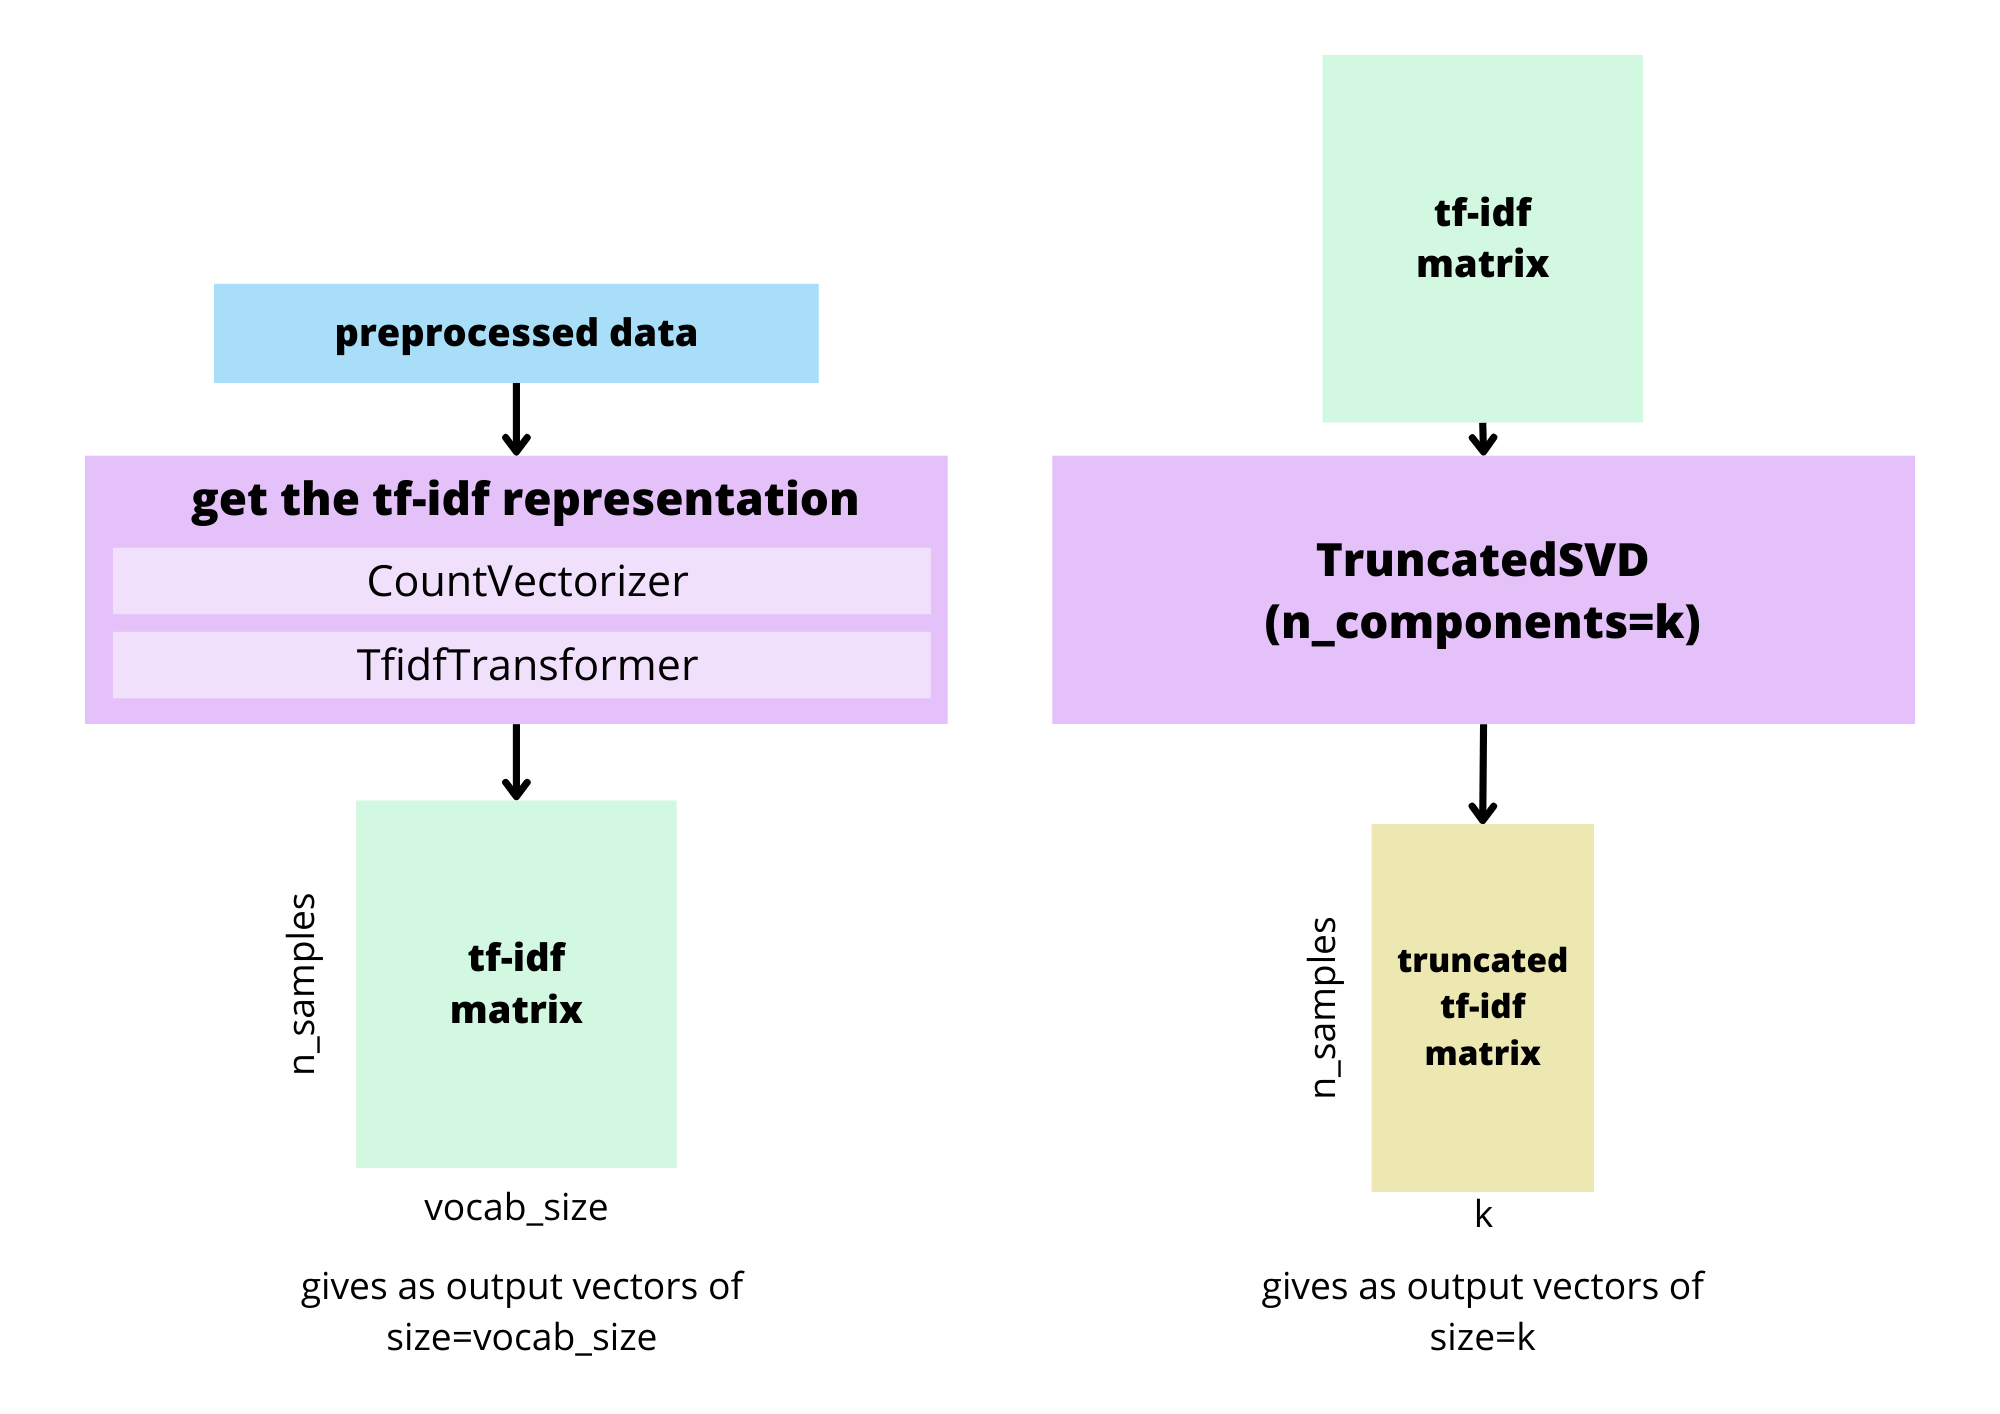 preprocessed data
get the tf-idf representation
CountVectorizer
TfidfTransformer
n_samples
tf-idf
matrix
vocab_size
gives as output vectors of
size=vocab_size
tf-idf
matrix
TruncatedSVD
(n_components=k)
n_samples
truncated
tf-idf
matrix
k
gives as output vectors of
size=k